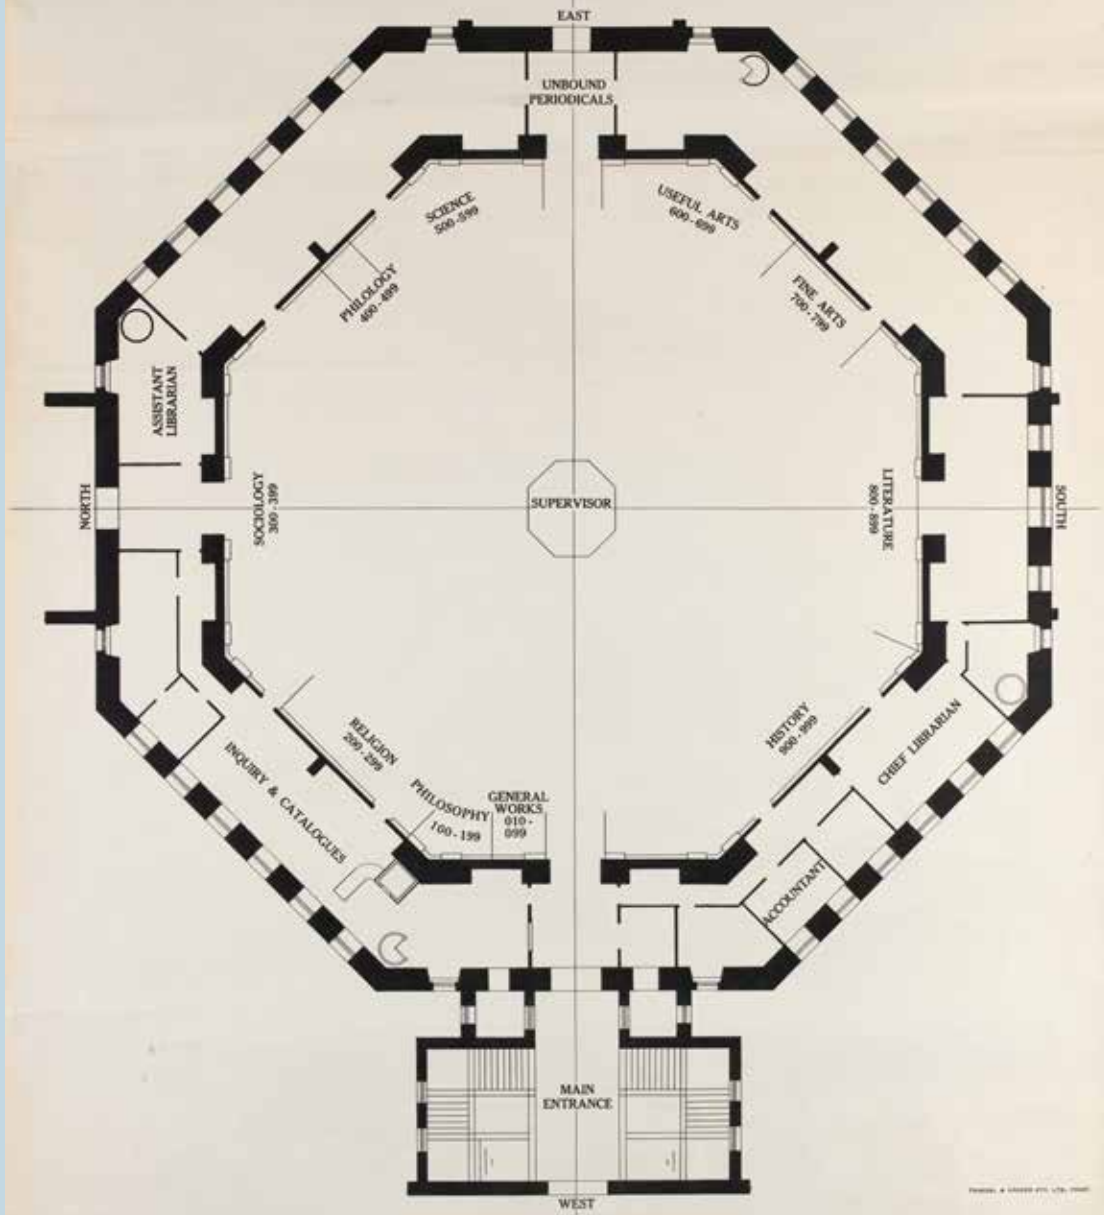 EAST
UNBOUND
PERIODICALS
SCIENCE
500-599
USEFUL ARTS
600-699
PHILOLOGY
400-499
FINE ARTS
700-799
ASSISTANT
LIBRARIAN
NORTH
SOCIOLOGY
300-399
SUPERVISOR
LITERATURE
800-899
SOUTH
RELIGION
200-299
HISTORY
900-999
CHIEF LIBRARIAN
INQUIRY & CATALOGUES
PHILOSOPHY
100-199
GENERAL
WORKS
010-
099
ACCOUNTANT
MAIN
ENTRANCE
WEST